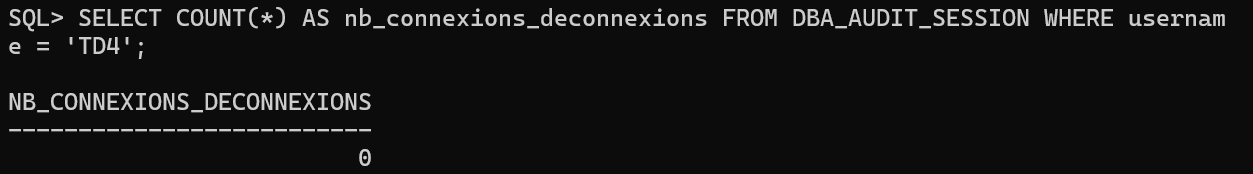 SQL> SELECT COUNT(*) AS nb_connexions_deconnexions FROM DBA_AUDIT_SESSION WHERE usernam
e = 'TD4';
NB_CONNEXIONS_DECONNEXIONS
--------------------------
0